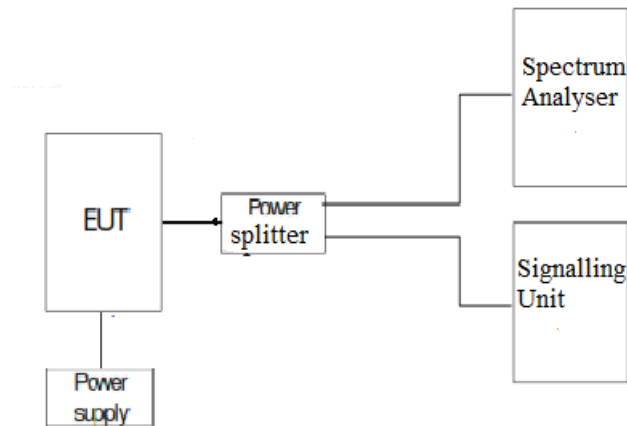 Spectrum
Analyser
EUT
Power
splitter
Signalling
Unit
Power
supply